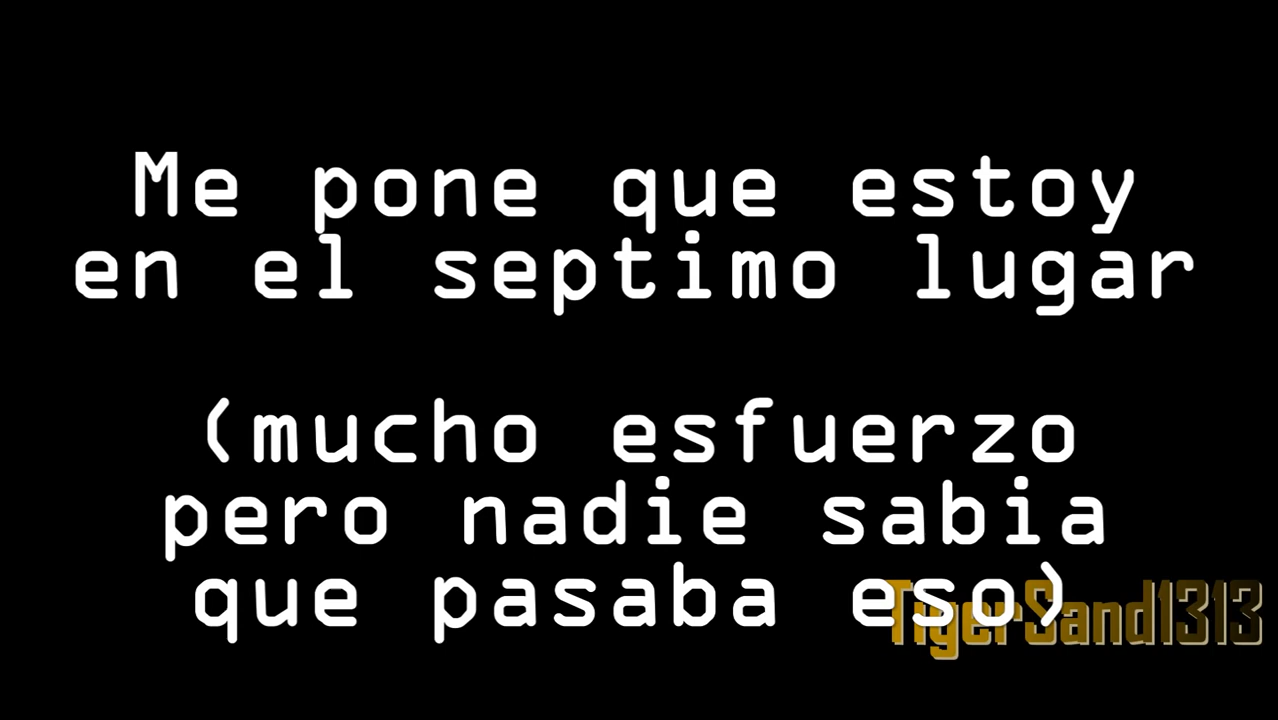 Me pone que estoy
en el septimo lugar
(mucho esfuerzo
pero nadie sabia
que pasaba eso)
TigerSand1313